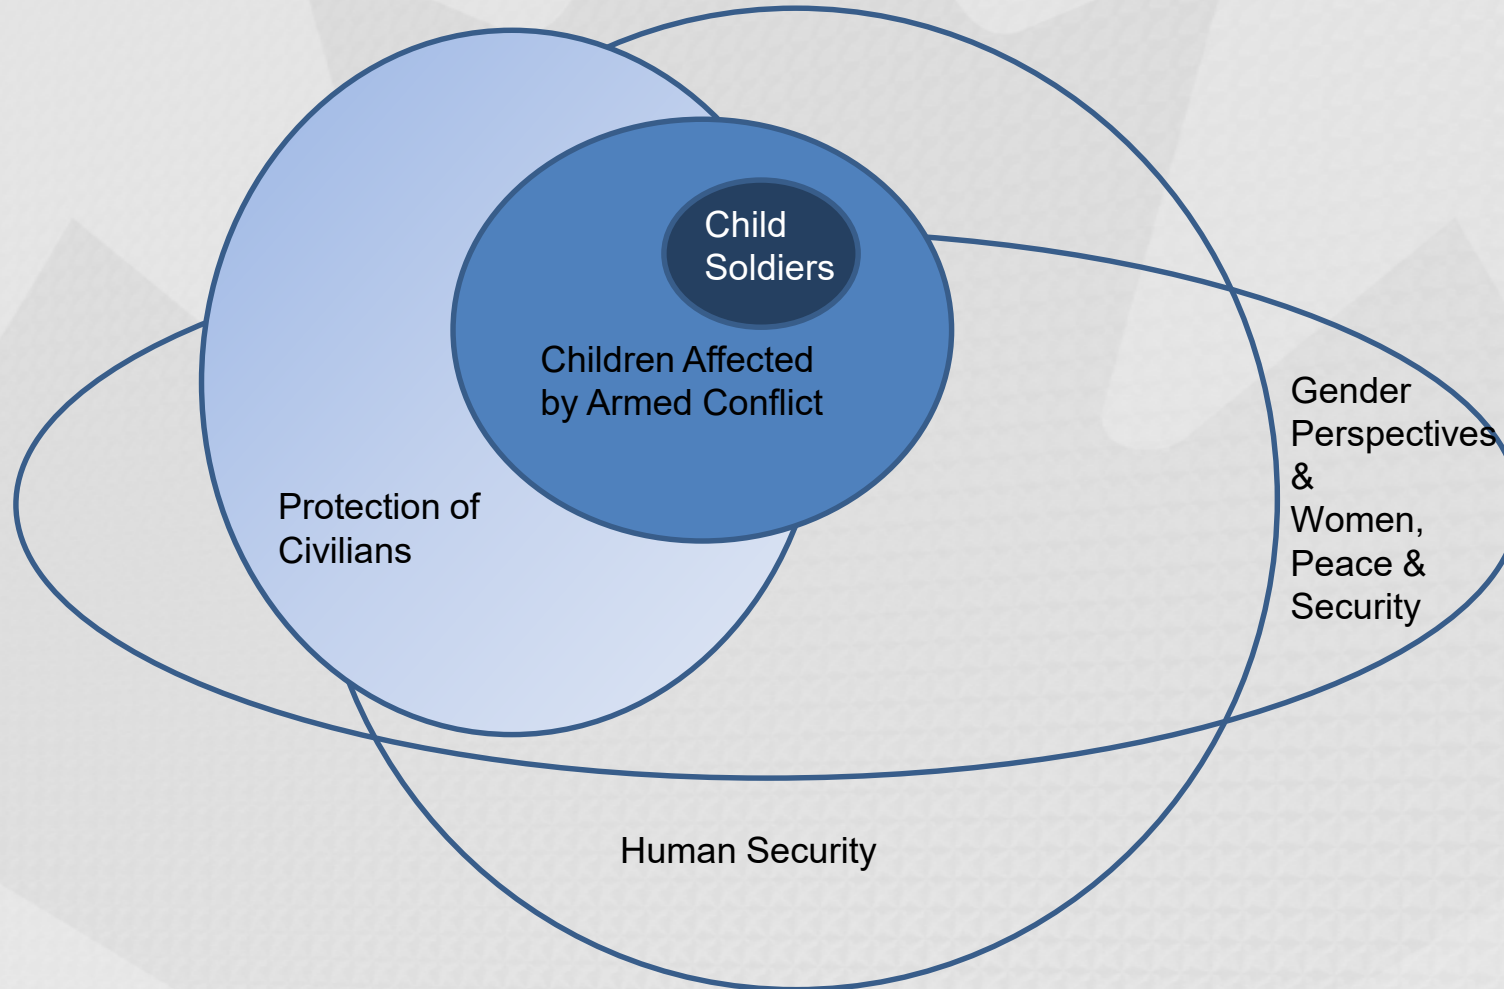 Child
Soldiers
Children Affected
by Armed Conflict
Protection of
Civilians
Gender
Perspectives
&
Women,
Peace &
Security
Human Security